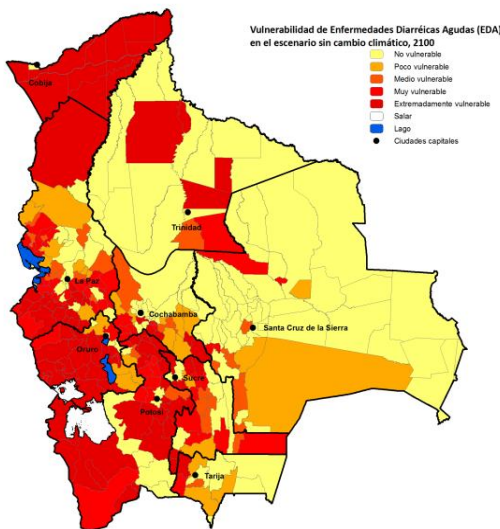 Vulnerabilidad de Enfermedades Diarréicas Agudas (EDA)
en el escenario sin cambio climático, 2100
No vulnerable
Poco vulnerable
Medio vulnerable
Muy vulnerable
Extremadamente vulnerable
Salar
Lago
Ciudades capitales
Cobija
Trinidad
La Paz
Cochabamba
Santa Cruz de la Sierra
Oruro
Sucre
Potosí
Tarija